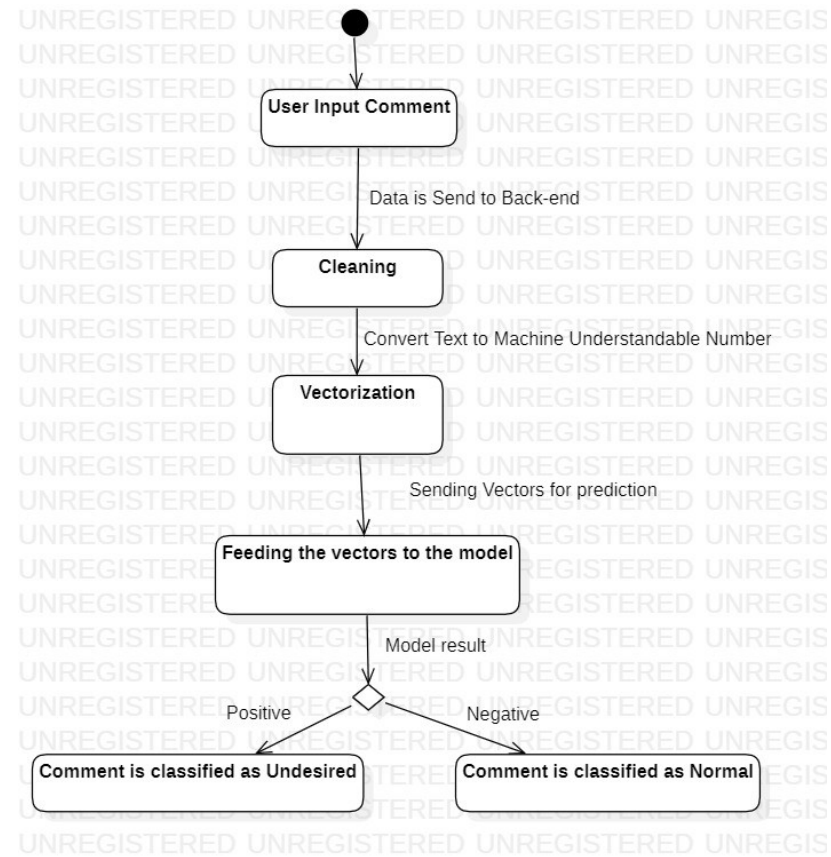 User Input Comment
Data is Send to Back-end
Cleaning
Convert Text to Machine Understandable Number
Vectorization
Sending Vectors for prediction
Feeding the vectors to the model
Model result
Positive
Negative
Comment is classified as Undesired
Comment is classified as Normal